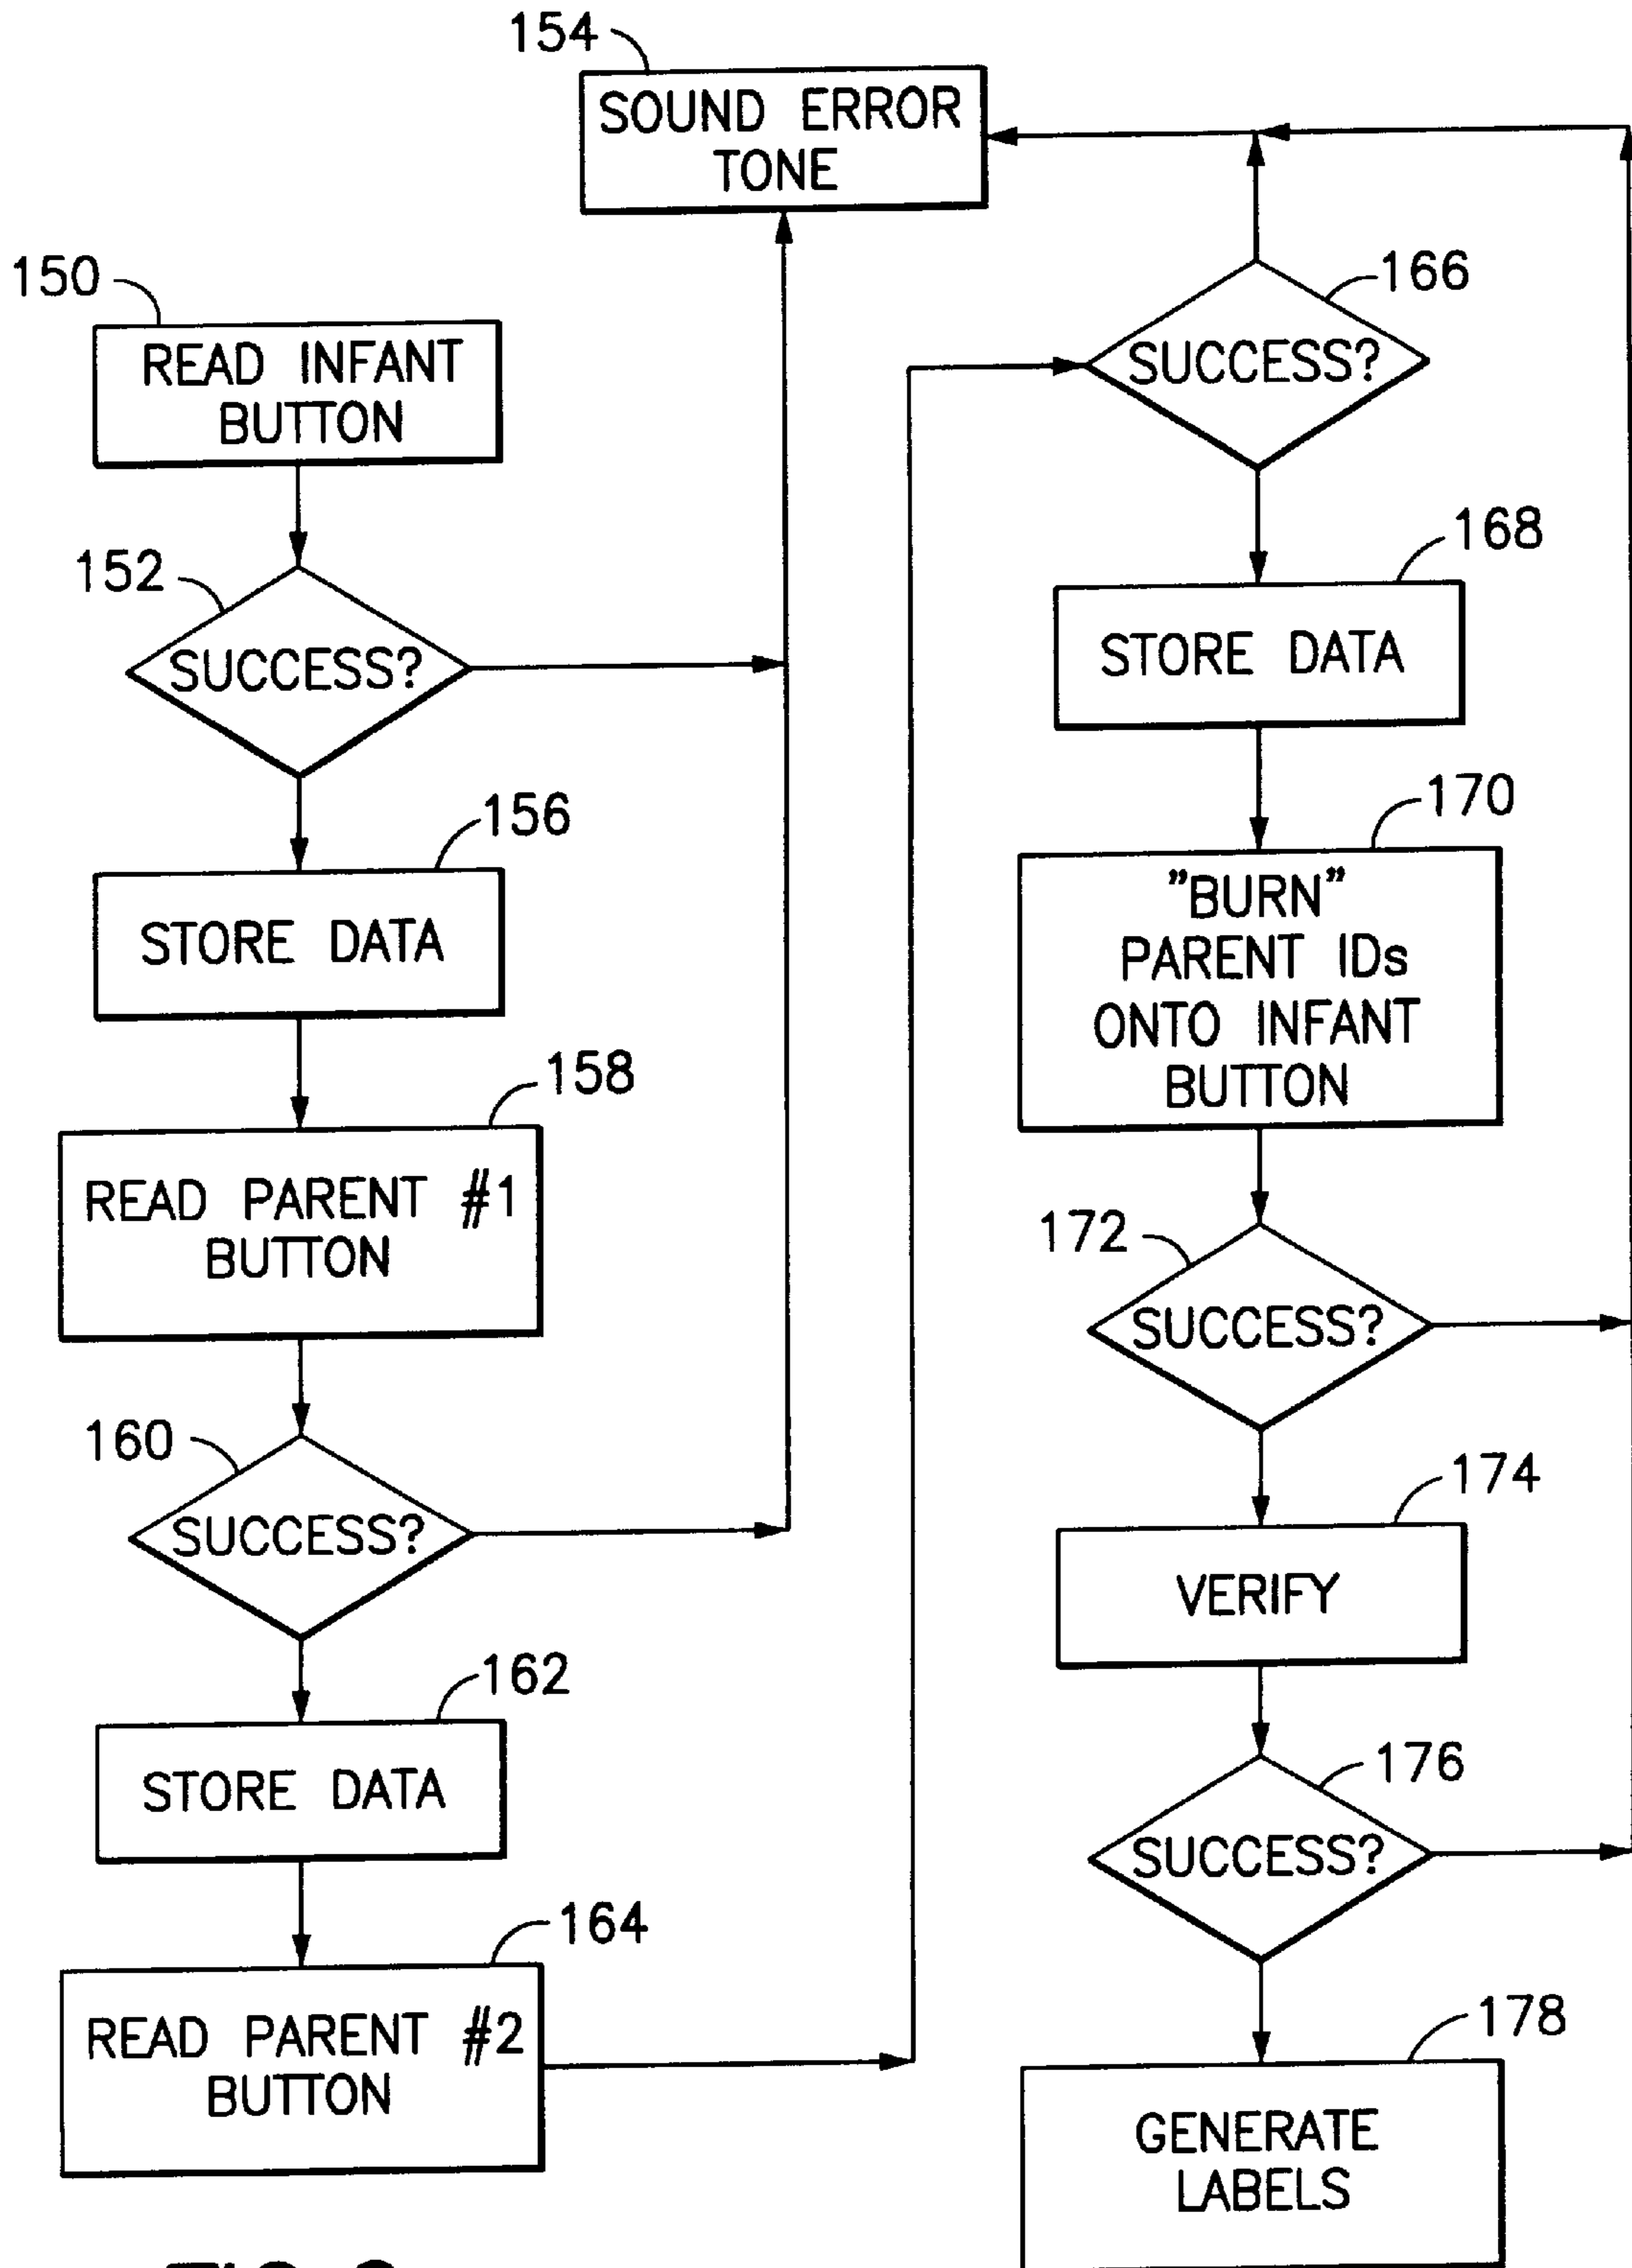 154
SOUND ERROR
TONE
150
READ INFANT
BUTTON
152
SUCCESS?
156
STORE DATA
158
READ PARENT #1
BUTTON
160
SUCCESS?
162
STORE DATA
164
READ PARENT #2
BUTTON
166
SUCCESS?
168
STORE DATA
170
"BURN"
PARENT IDs
ONTO INFANT
BUTTON
172
SUCCESS?
174
VERIFY
176
SUCCESS?
178
GENERATE
LABELS